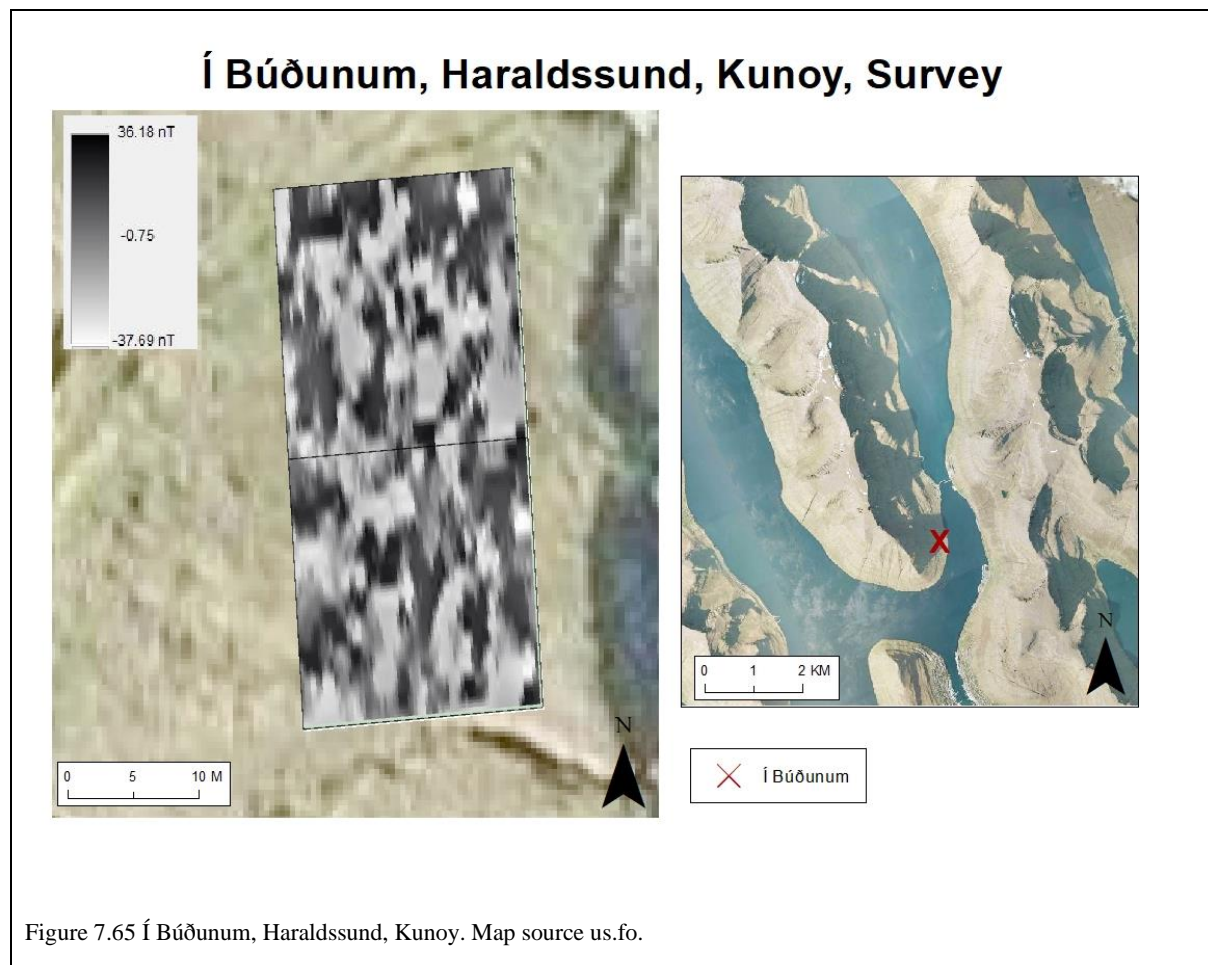 Í Búðunum, Haraldssund, Kunoy, Survey
36.18 nT
-0.75
-37.69 nT
N
0 5 10 M
N
0 1 2 KM
X
Í Búðunum
Figure 7.65 Í Búðunum, Haraldssund, Kunoy. Map source us.fo.